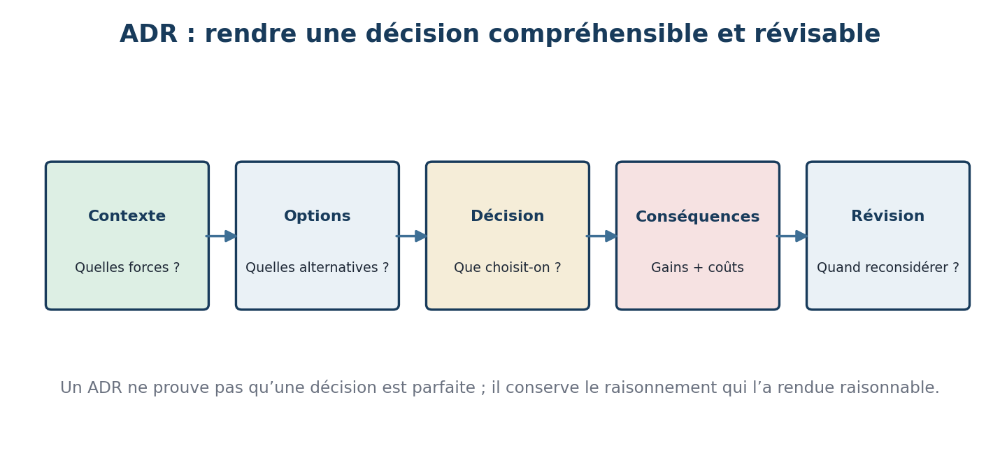 ADR : rendre une décision compréhensible et révisable
Contexte
Quelles forces ?
Options
Quelles alternatives ?
Décision
Que choisit-on ?
Conséquences
Gains + coûts
Révision
Quand reconsidérer ?
Un ADR ne prouve pas qu’une décision est parfaite ; il conserve le raisonnement qui l’a rendue raisonnable.